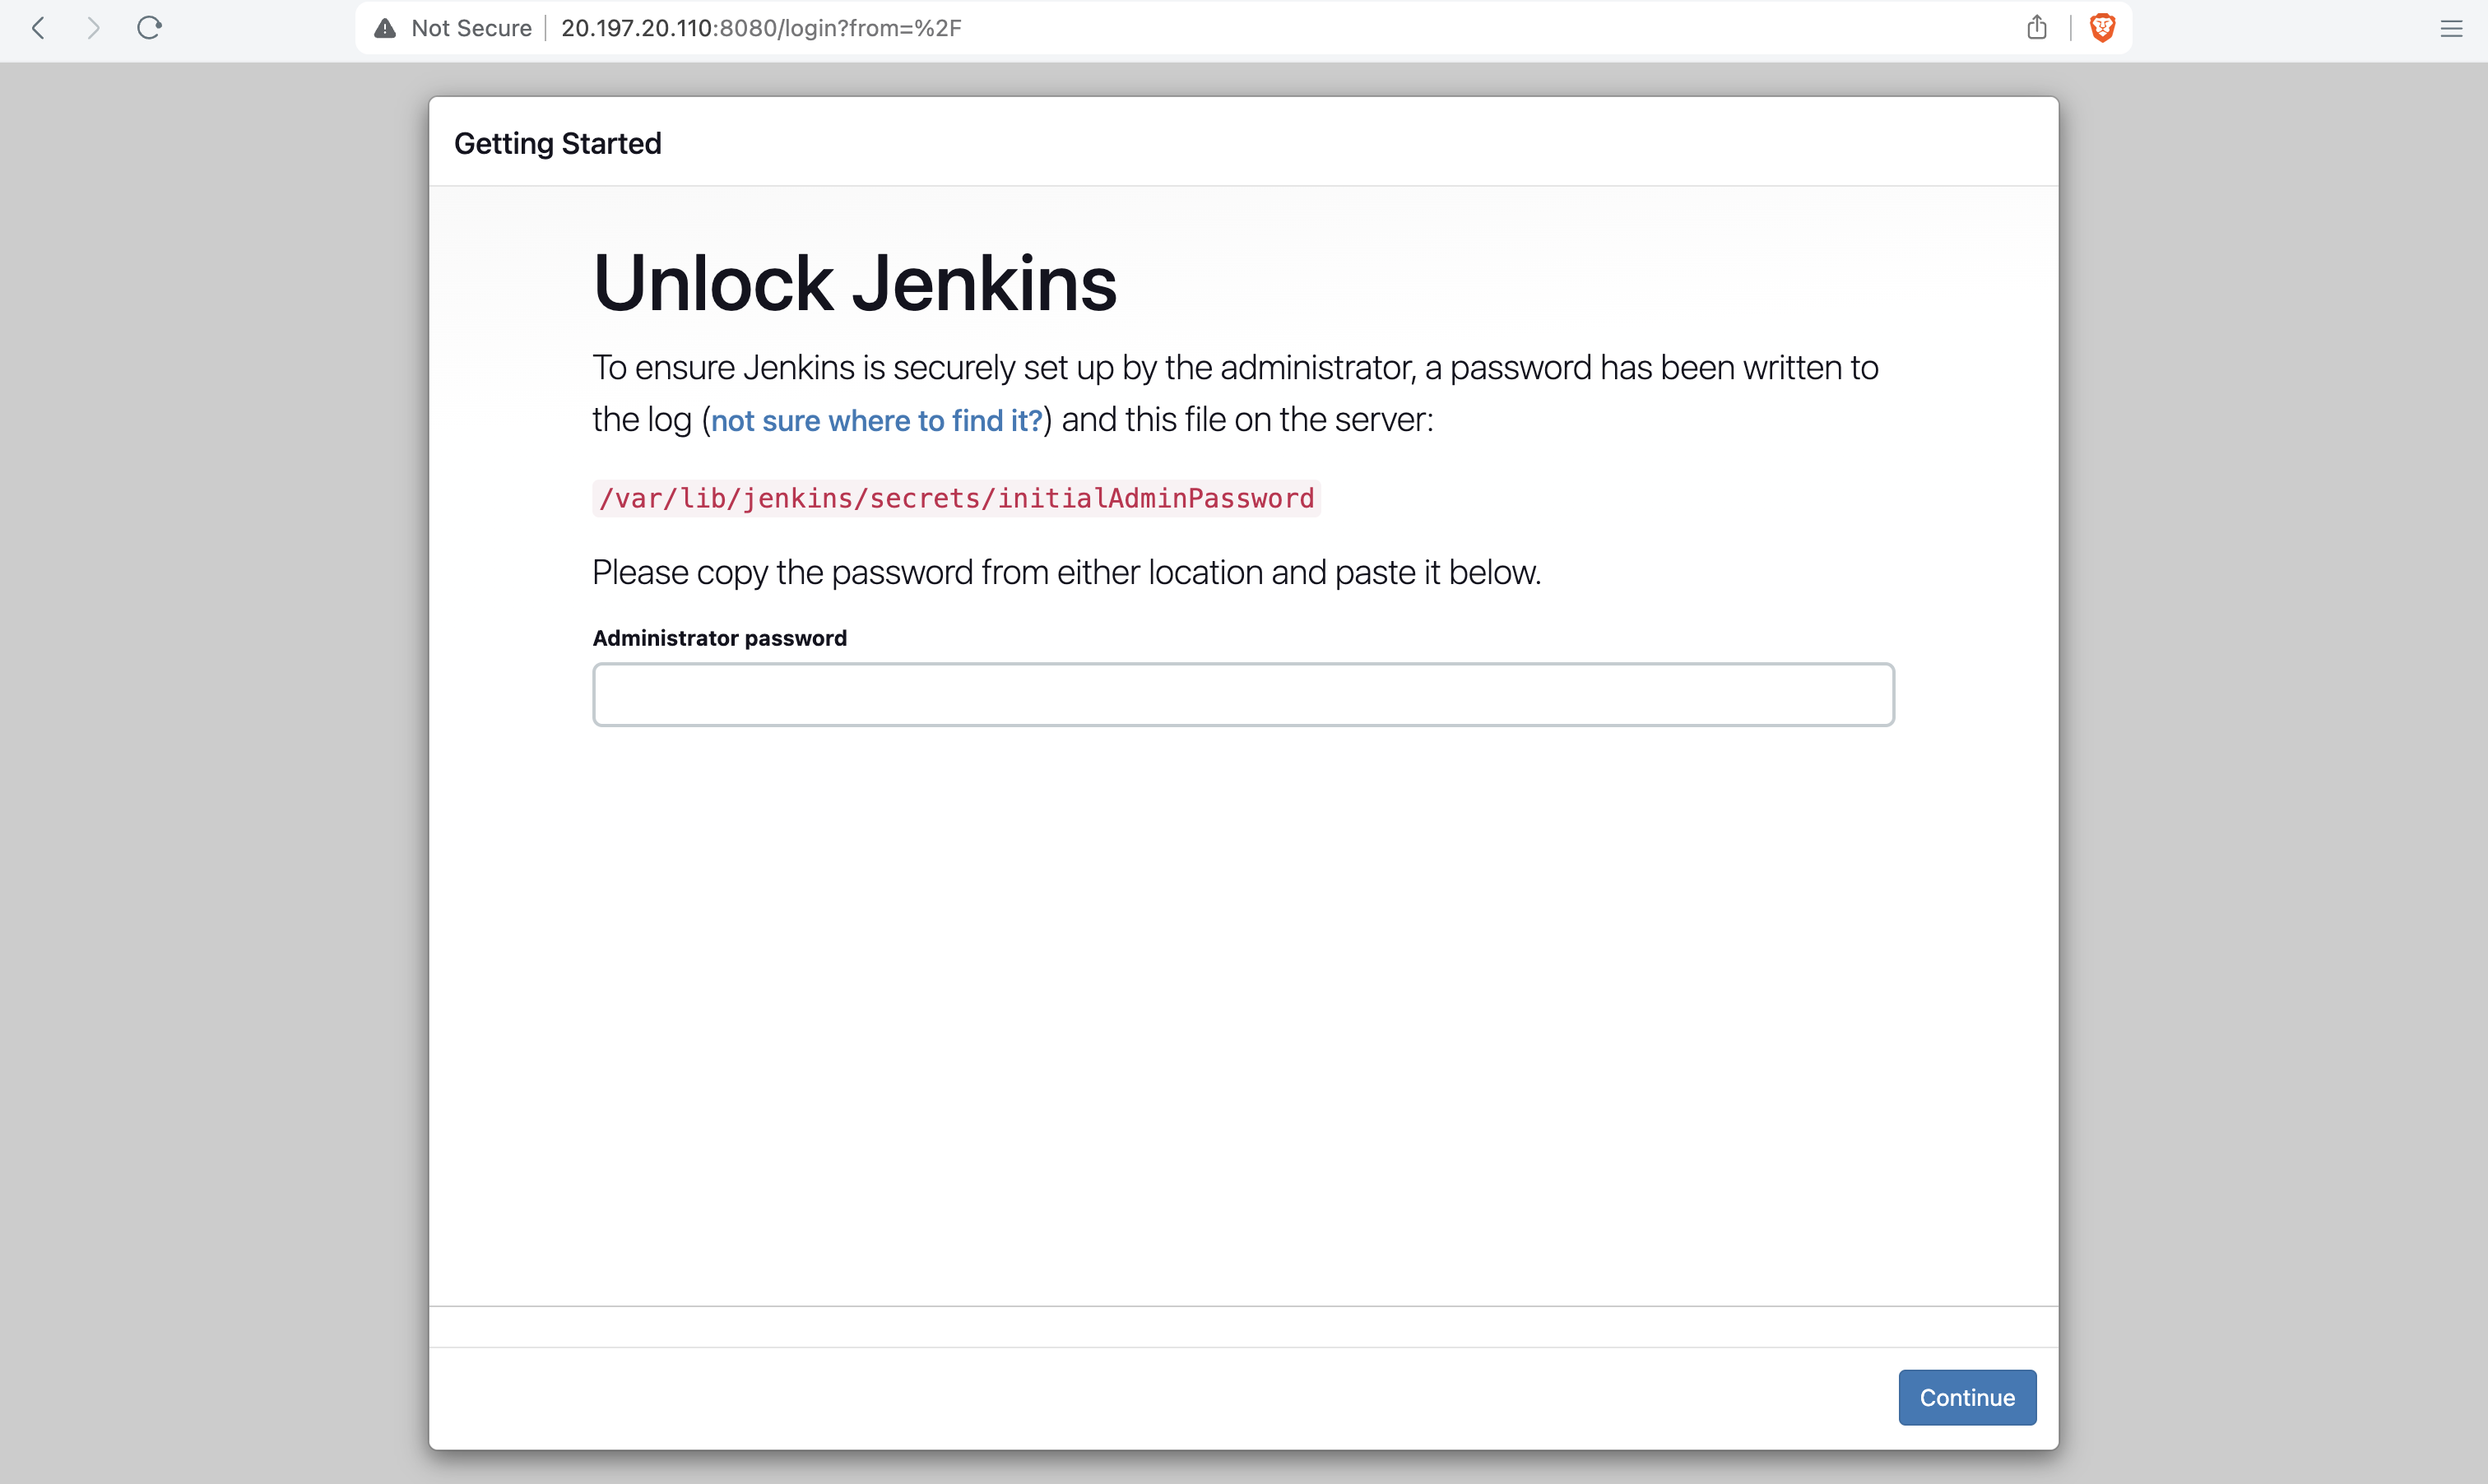 Not Secure 20.197.20.110:8080/login?from=%2F
Getting Started
Unlock Jenkins
To ensure Jenkins is securely set up by the administrator, a password has been written to
the log (not sure where to find it?) and this file on the server:
/var/lib/jenkins/secrets/initialAdminPassword
Please copy the password from either location and paste it below.
Administrator password
Continue